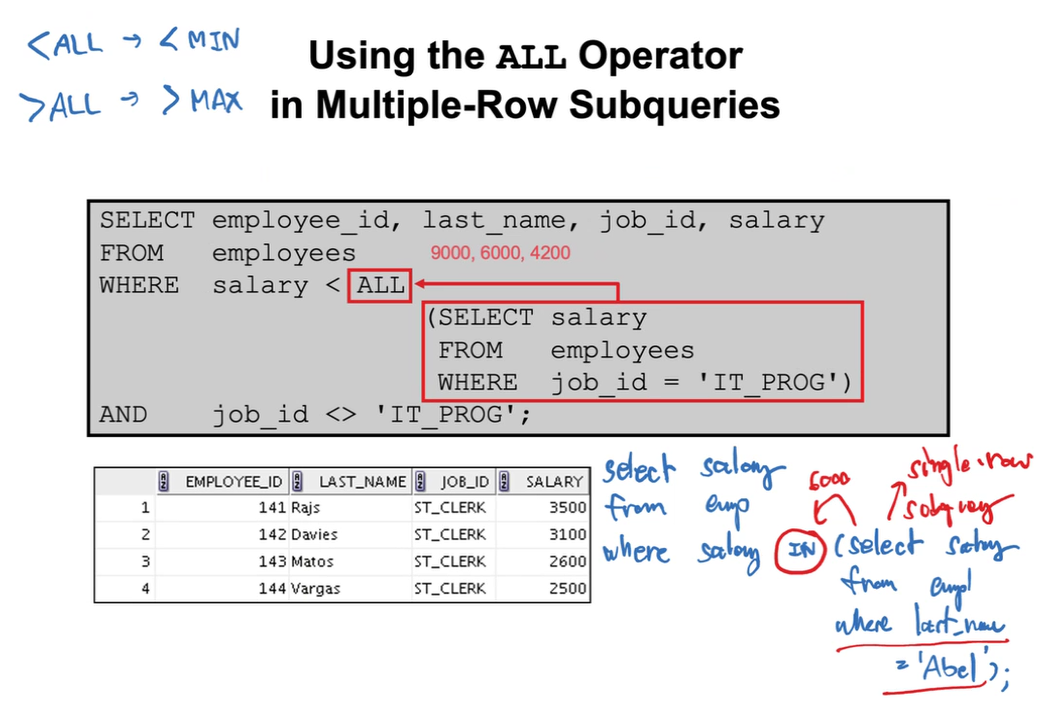 <ALL → < MIN
>ALL → > MAX
Using the ALL Operator
in Multiple-Row Subqueries
SELECT employee_id, last_name, job_id, salary
FROM employees
9000, 6000, 4200
WHERE salary < ALL
(SELECT salary
FROM employees
WHERE job_id = 'IT_PROG')
AND job_id <> 'IT_PROG';
EMPLOYEE_ID LAST_NAME JOB_ID SALARY
1 141 Rajs ST_CLERK 3500
2 142 Davies ST_CLERK 3100
3 143 Matos ST_CLERK 2600
4 144 Vargas ST_CLERK 2500
select salary
from emp
where salary IN (select salary
from empl
where last_name
= 'Abel');
single-row
subquery